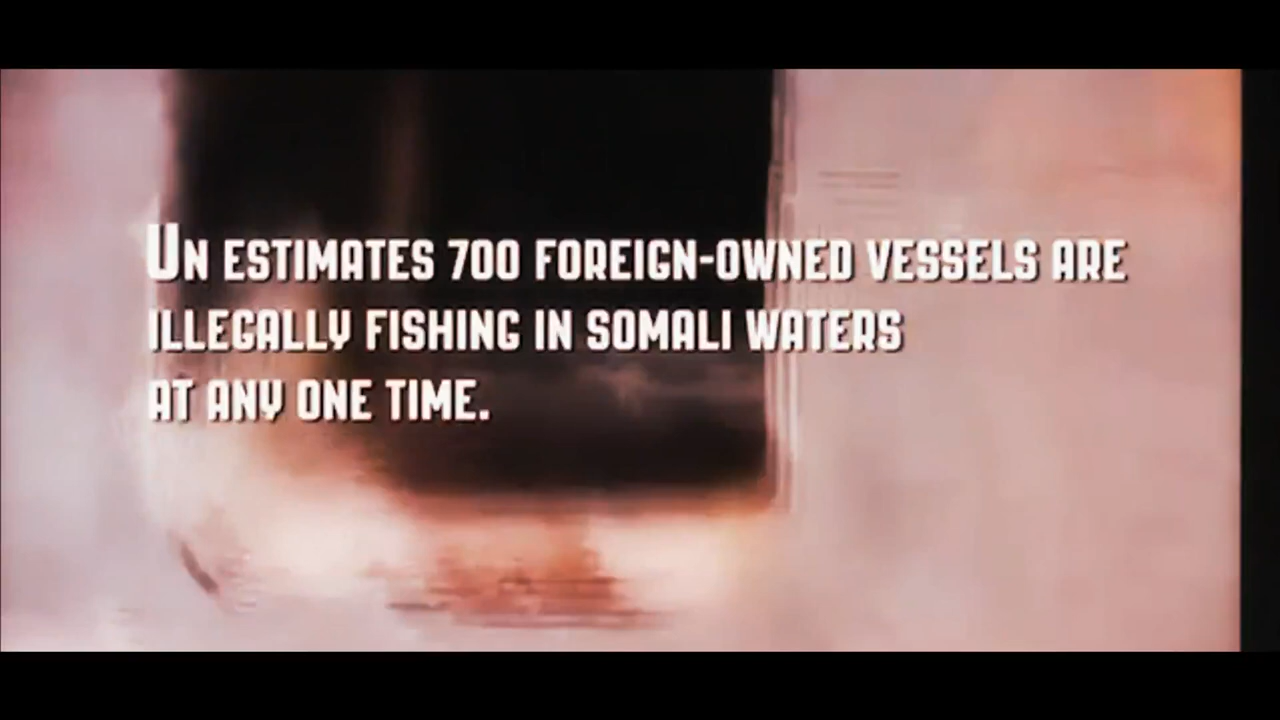 Un estimates 700 foreign-owned vessels are
illegally fishing in somali waters
at any one time.